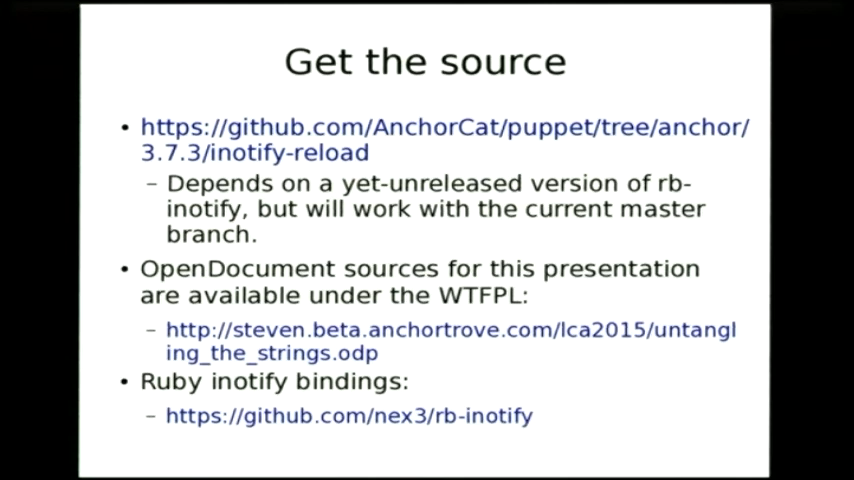 Get the source
• https://github.com/AnchorCat/puppet/tree/anchor/
3.7.3/inotify-reload
– Depends on a yet-unreleased version of rb-
inotify, but will work with the current master
branch.
• OpenDocument sources for this presentation
are available under the WTFPL:
– http://steven.beta.anchortrove.com/lca2015/untangl
ing_the_strings.odp
• Ruby inotify bindings:
– https://github.com/nex3/rb-inotify